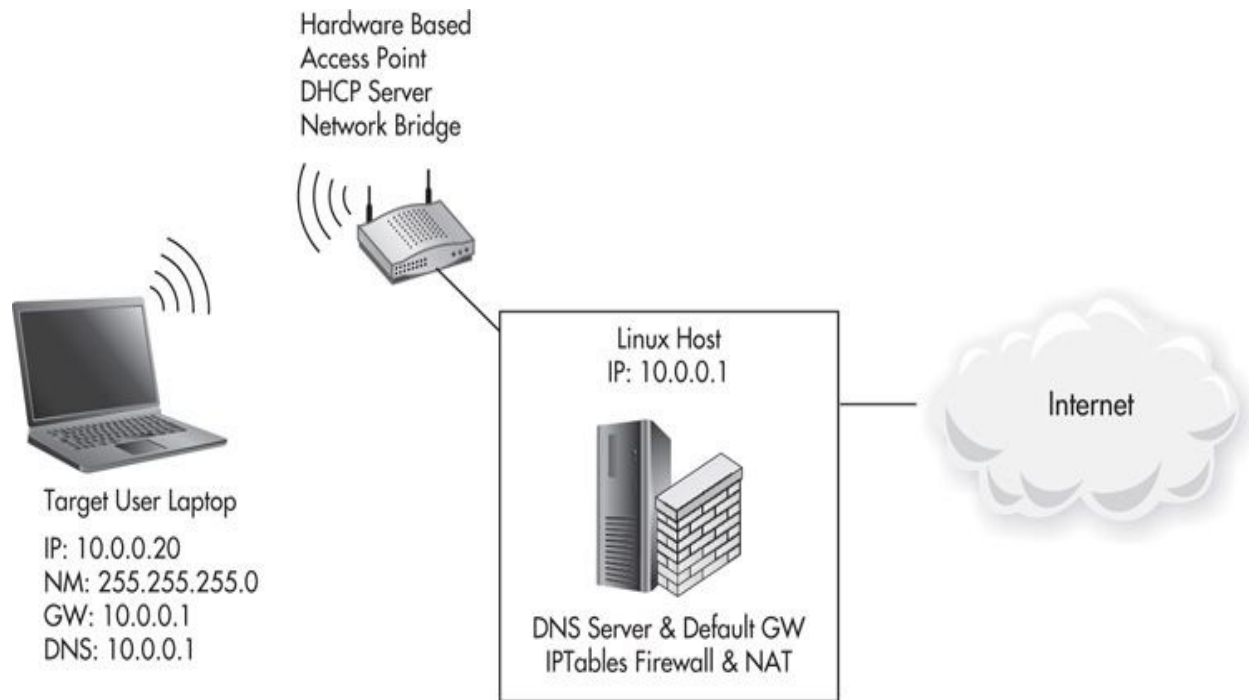 Hardware Based
Access Point
DHCP Server
Network Bridge
Target User Laptop
IP: 10.0.0.20
NM: 255.255.255.0
GW: 10.0.0.1
DNS: 10.0.0.1
Linux Host
IP: 10.0.0.1
DNS Server & Default GW
IPTables Firewall & NAT
Internet